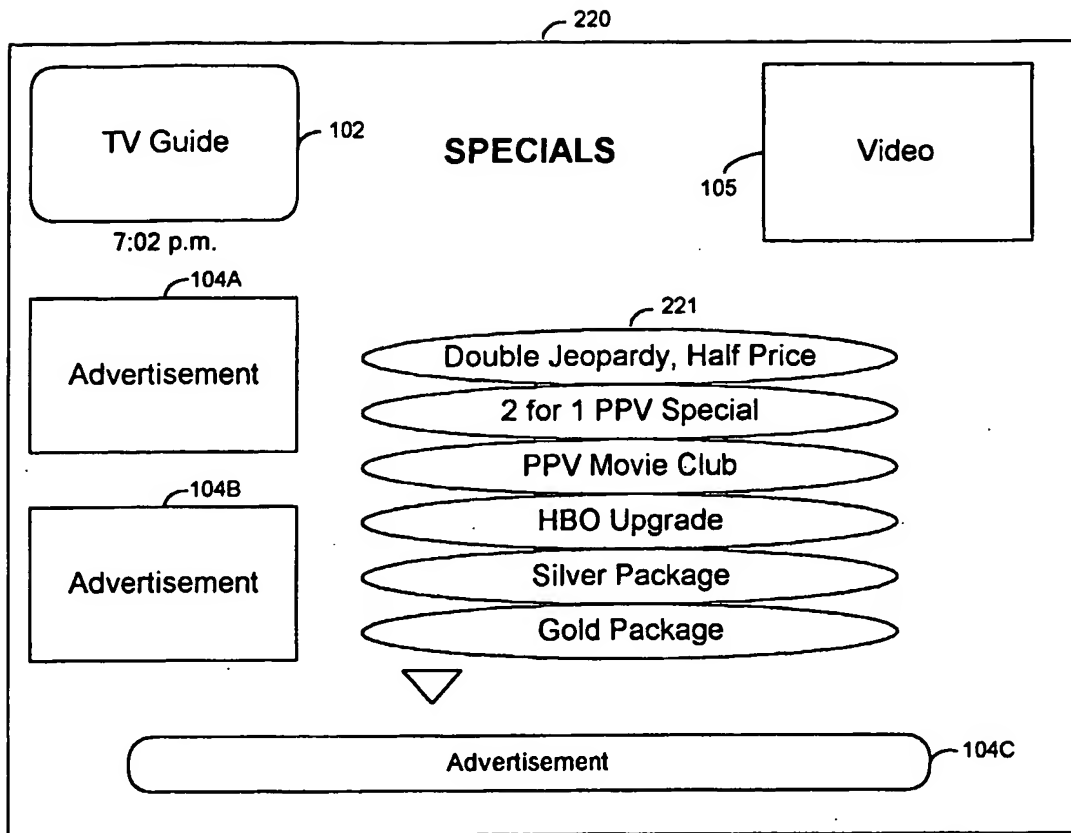 220
TV Guide
102
SPECIALS
105
Video
7:02 p.m.
104A
Advertisement
221
Double Jeopardy, Half Price
2 for 1 PPV Special
PPV Movie Club
104B
HBO Upgrade
Advertisement
Silver Package
Gold Package
Advertisement
104C